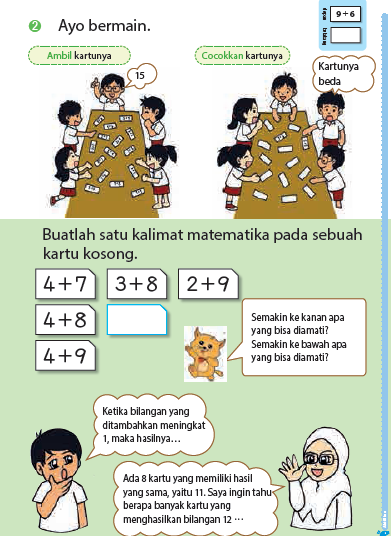 2 Ayo bermain.
9+6
Ambil kartunya
Cocokkan kartunya
15
Kartunya
beda
Buatlah satu kalimat matematika pada sebuah
kartu kosong.
4+7 3+8 2+9
4+8
4+9
Semakin ke kanan apa
yang bisa diamati?
Semakin ke bawah apa
yang bisa diamati?
Ketika bilangan yang
ditambahkan meningkat
1, maka hasilnya...
Ada 8 kartu yang memiliki hasil
yang sama, yaitu 11. Saya ingin tahu
berapa banyak kartu yang
menghasilkan bilangan 12 ...